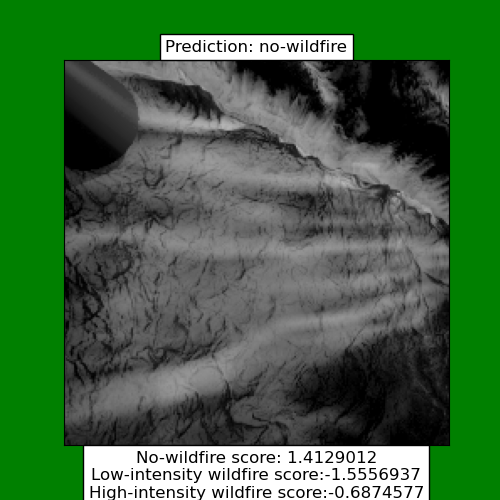 Prediction: no-wildfire
No-wildfire score: 1.4129012
Low-intensity wildfire score:-1.5556937
High-intensity wildfire score:-0.6874577